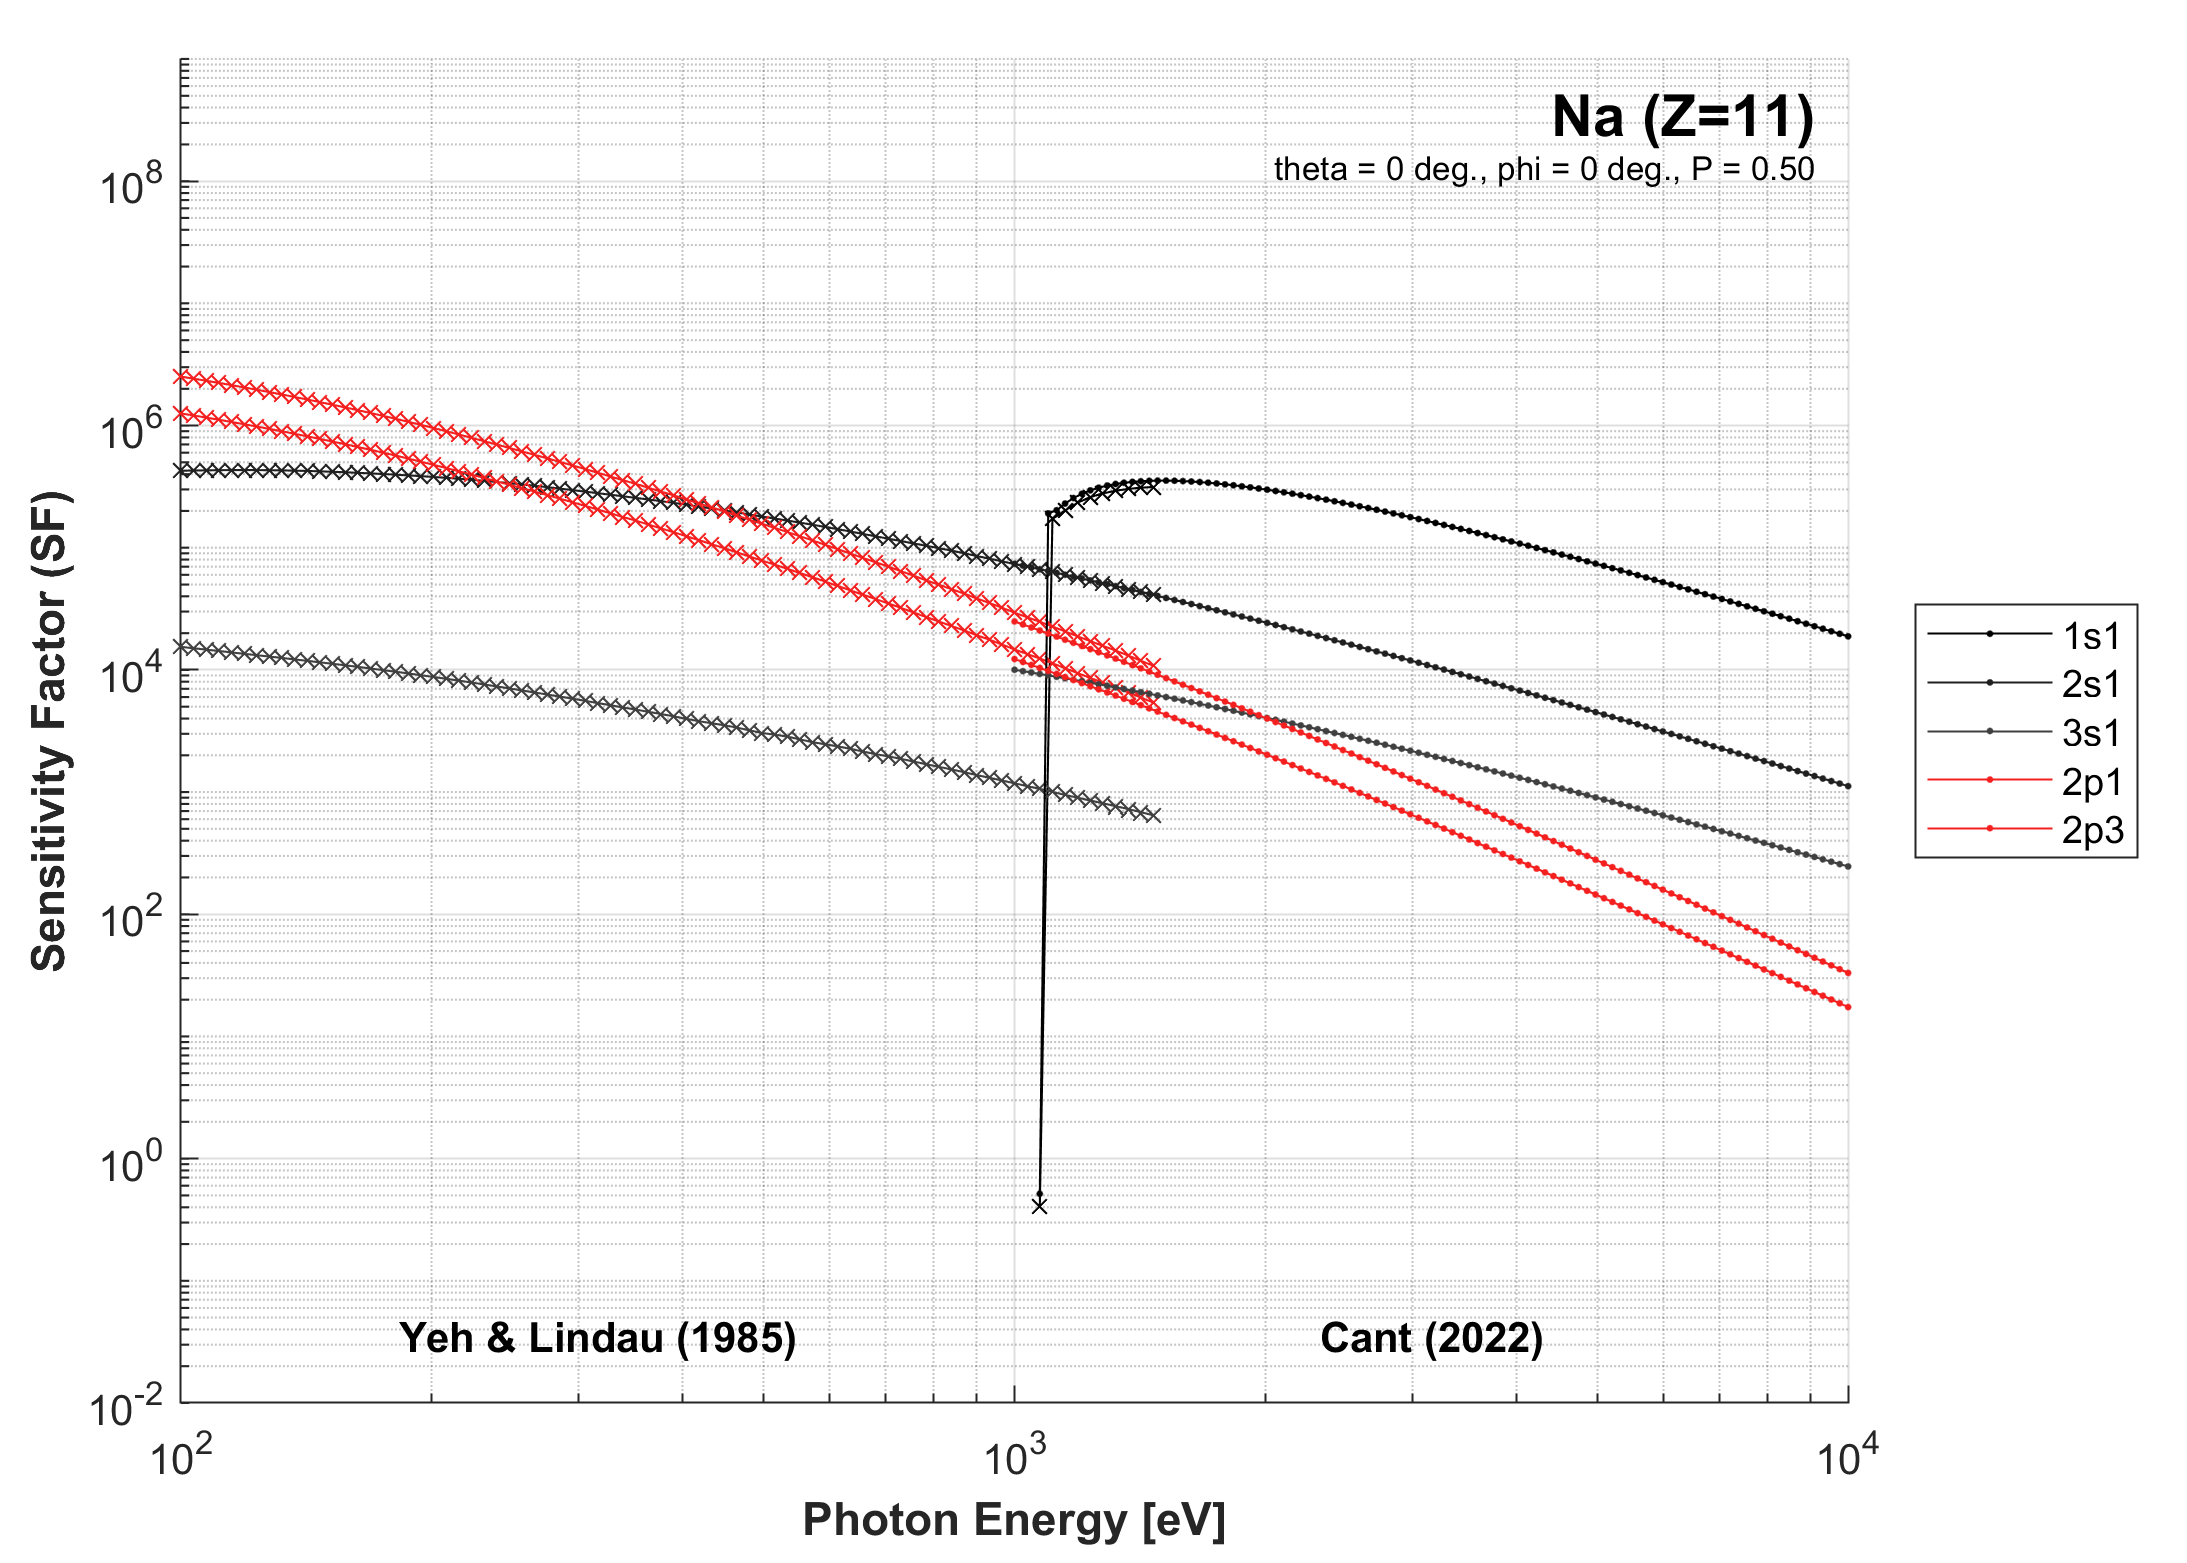 Na (Z=11)
theta = 0 deg., phi = 0 deg., P = 0.50
Sensitivity Factor (SF)
10^8
10^6
10^4
10^2
10^0
10^-2
1s1
2s1
3s1
2p1
2p3
Yeh & Lindau (1985)
Cant (2022)
10^2
10^3
10^4
Photon Energy [eV]